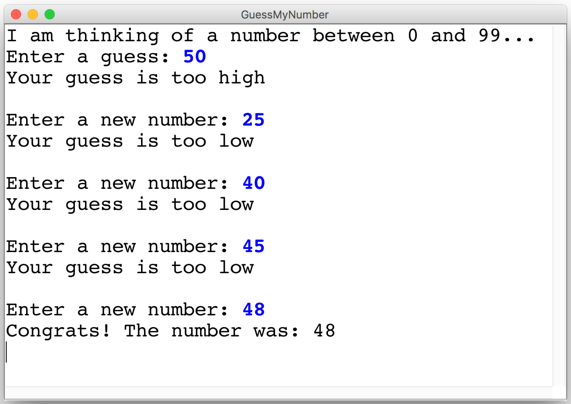 GuessMyNumber
I am thinking of a number between 0 and 99...
Enter a guess: 50
Your guess is too high
Enter a new number: 25
Your guess is too low
Enter a new number: 40
Your guess is too low
Enter a new number: 45
Your guess is too low
Enter a new number: 48
Congrats! The number was: 48